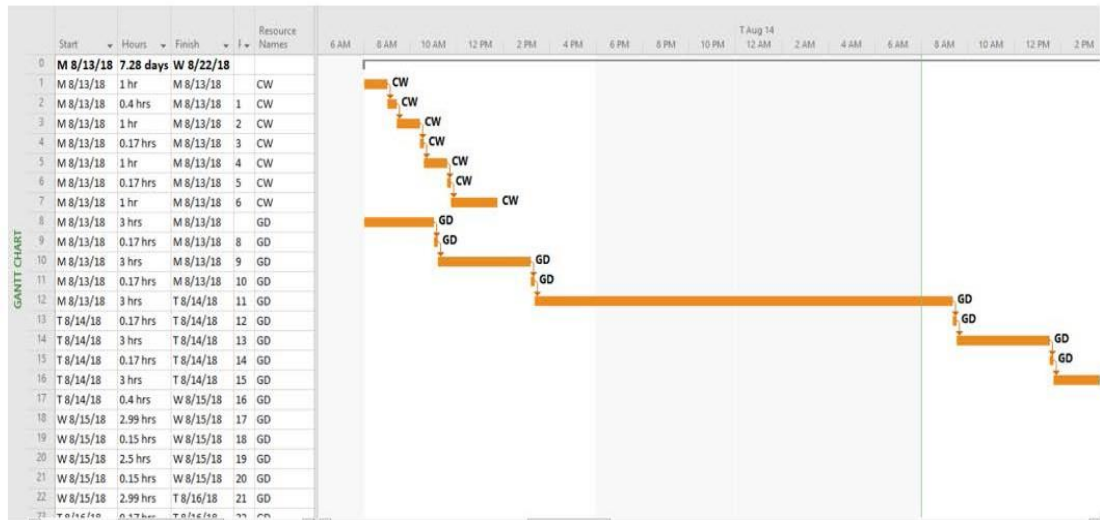 Start Hours Finish Resource Names
T Aug 14
6 AM 8 AM 10 AM 12 PM 2 PM 4 PM 6 PM 8 PM 10 PM 12 AM 2 AM 4 AM 6 AM 8 AM 10 AM 12 PM 2 PM
GANTT CHART
0 M 8/13/18 7.28 days W 8/22/18
1 M 8/13/18 1 hr M 8/13/18 CW CW
2 M 8/13/18 0.4 hrs M 8/13/18 1 CW CW
3 M 8/13/18 1 hr M 8/13/18 2 CW CW
4 M 8/13/18 0.17 hrs M 8/13/18 3 CW CW
5 M 8/13/18 1 hr M 8/13/18 4 CW CW
6 M 8/13/18 0.17 hrs M 8/13/18 5 CW CW
7 M 8/13/18 1 hr M 8/13/18 6 CW CW
8 M 8/13/18 3 hrs M 8/13/18 GD GD
9 M 8/13/18 0.17 hrs M 8/13/18 8 GD GD
10 M 8/13/18 3 hrs M 8/13/18 9 GD GD
11 M 8/13/18 0.17 hrs M 8/13/18 10 GD GD
12 M 8/13/18 3 hrs T 8/14/18 11 GD GD
13 T 8/14/18 0.17 hrs T 8/14/18 12 GD GD
14 T 8/14/18 3 hrs T 8/14/18 13 GD GD
15 T 8/14/18 0.17 hrs T 8/14/18 14 GD GD
16 T 8/14/18 3 hrs T 8/14/18 15 GD
17 T 8/14/18 0.4 hrs W 8/15/18 16 GD
18 W 8/15/18 2.99 hrs W 8/15/18 17 GD
19 W 8/15/18 0.15 hrs W 8/15/18 18 GD
20 W 8/15/18 2.5 hrs W 8/15/18 19 GD
21 W 8/15/18 0.15 hrs W 8/15/18 20 GD
22 W 8/15/18 2.99 hrs T 8/16/18 21 GD